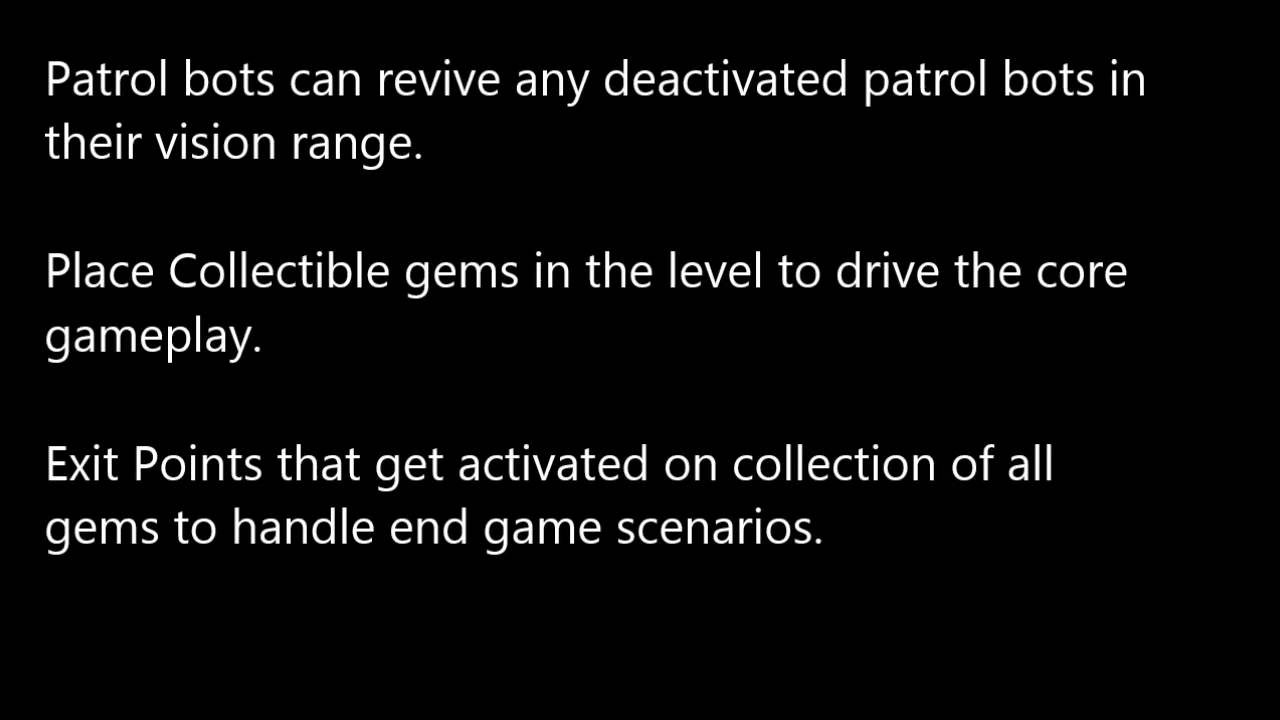 Patrol bots can revive any deactivated patrol bots in
their vision range.
Place Collectible gems in the level to drive the core
gameplay.
Exit Points that get activated on collection of all
gems to handle end game scenarios.